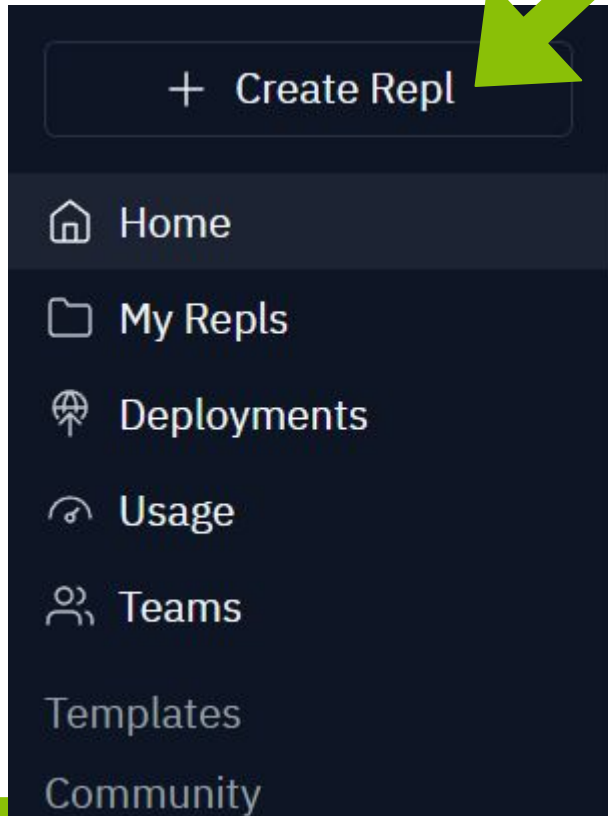 + Create Repl
Home
My Repls
Deployments
Usage
Teams
Templates
Community